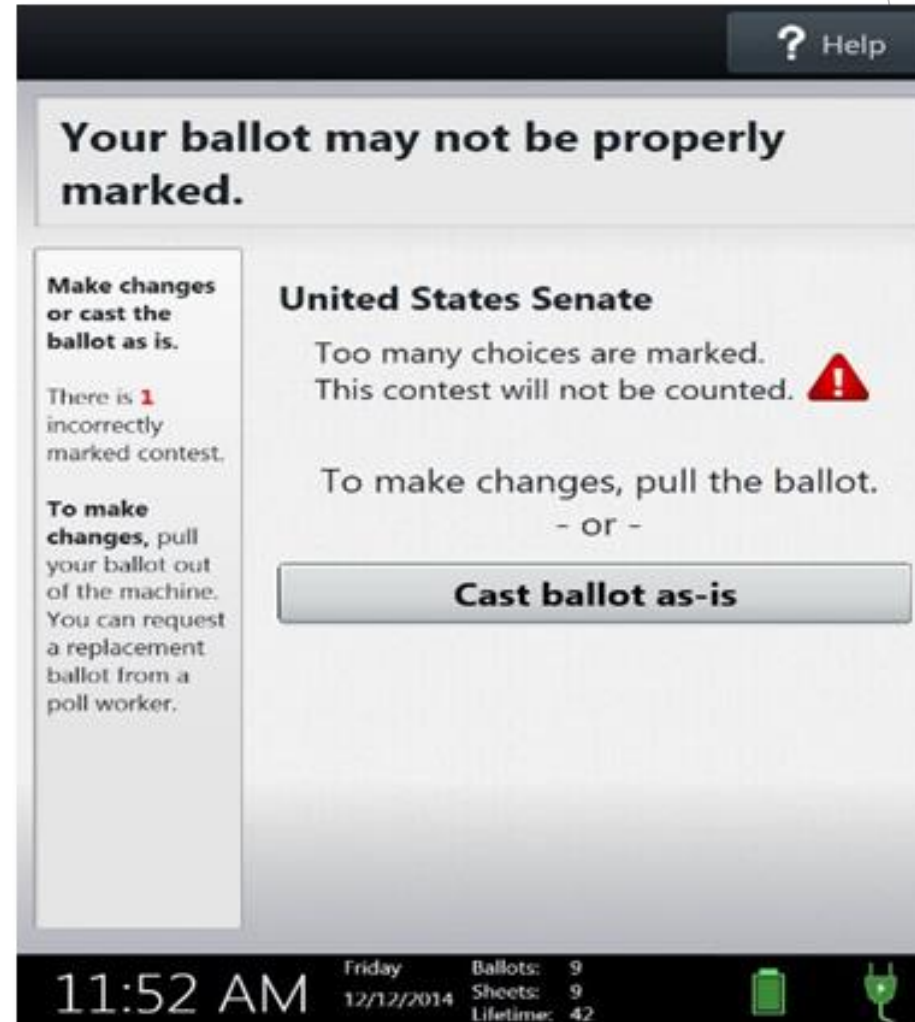 ? Help
Your ballot may not be properly
marked.
Make changes
or cast the
ballot as is.
There is 1
incorrectly
marked contest.
To make
changes, pull
your ballot out
of the machine.
You can request
a replacement
ballot from a
poll worker.
United States Senate
Too many choices are marked.
This contest will not be counted.
To make changes, pull the ballot.
- or -
Cast ballot as-is
11:52 AM
Friday
12/12/2014
Ballots: 9
Sheets: 9
Lifetime: 42